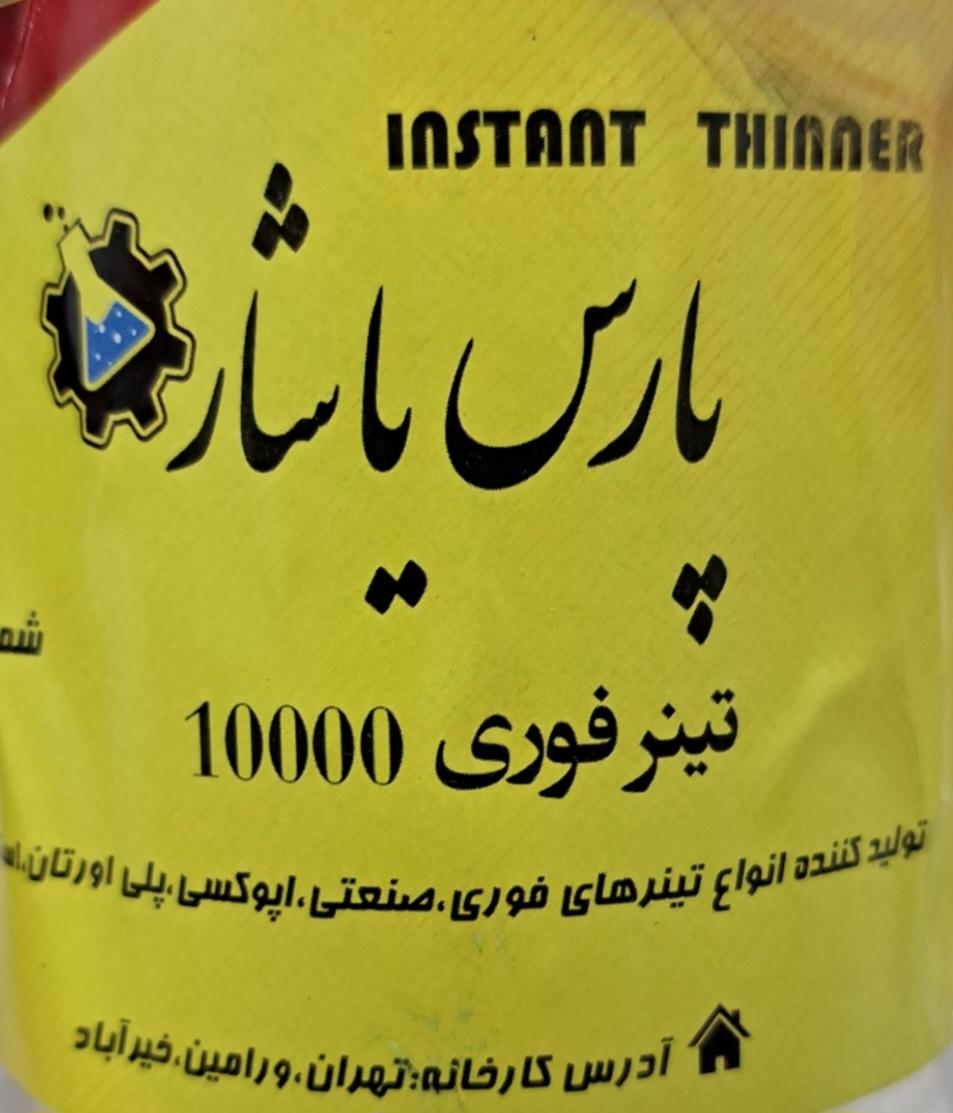 INSTANT THINNER
پارس یاشار
تینر فوری 10000
تولید کننده انواع تینرهای فوری،صنعتی،اپوکسی،پلی اورتان،
آدرس کارخانه:تهران،ورامین،خیرآباد